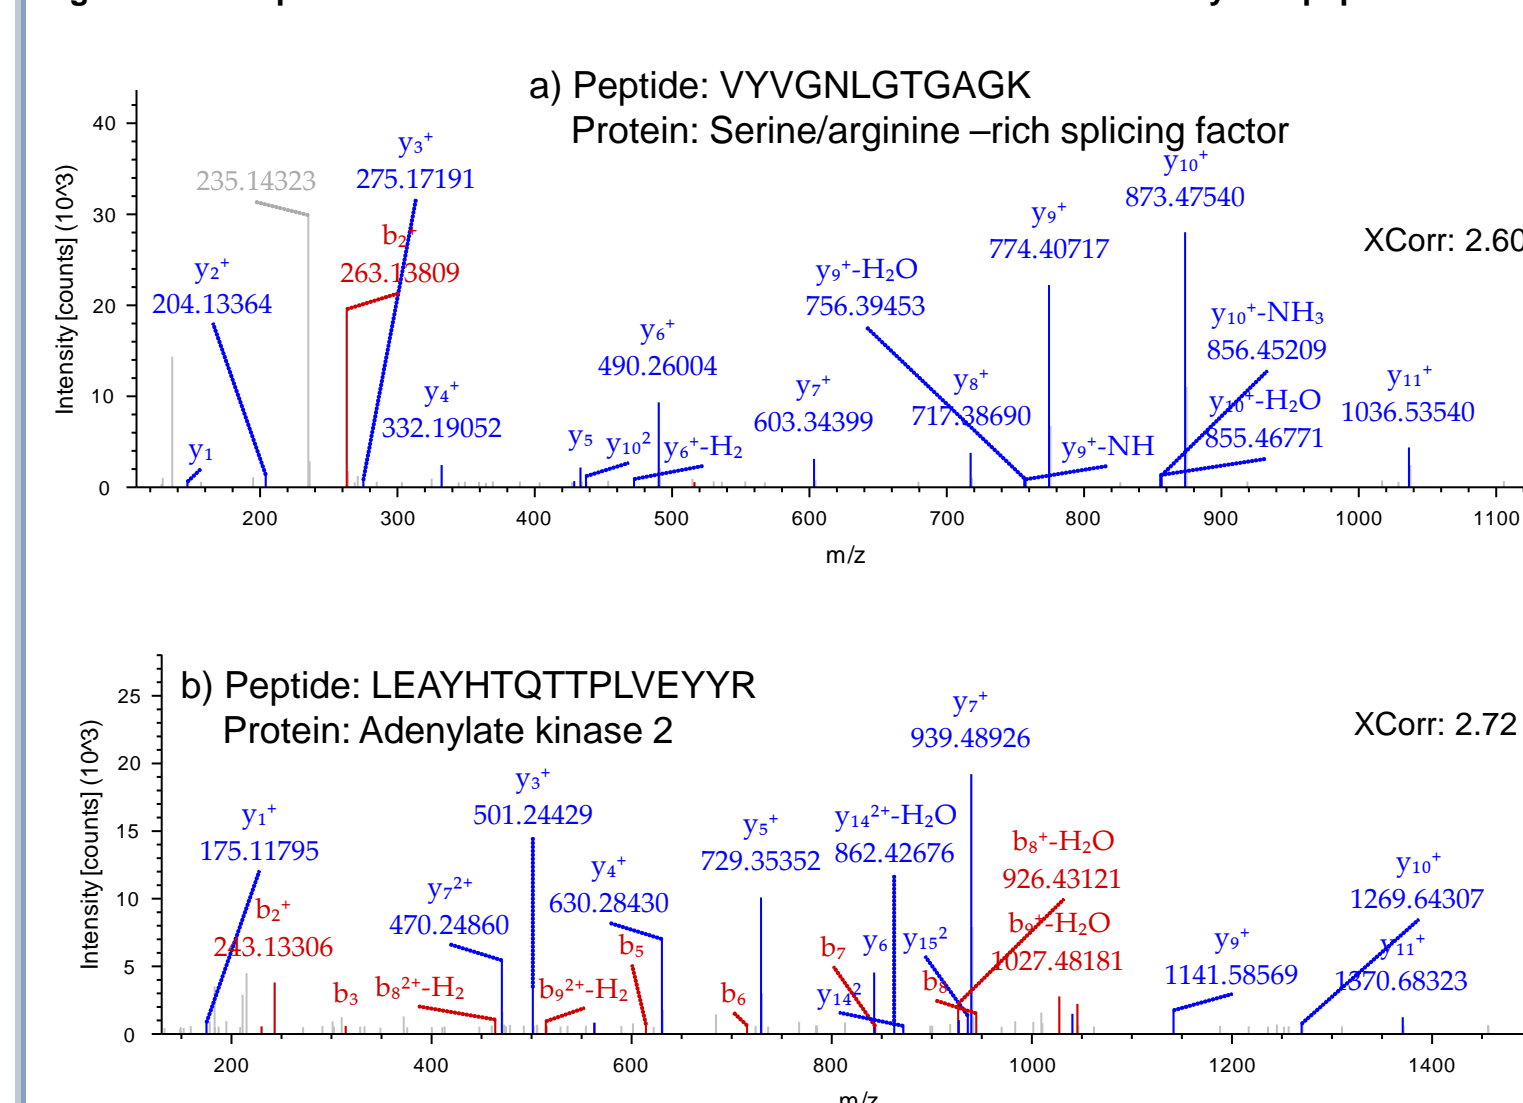 a) Peptide: VYVGNLGTGAGK
Protein: Serine/arginine –rich splicing factor
XCorr: 2.60
Intensity [counts] (10^3)
40
30
20
10
0
y₁
y₂⁺
204.13364
235.14323
y₃⁺
275.17191
b₂⁺
263.13809
y₄⁺
332.19052
y₅
y₁₀²
y₆⁺
490.26004
y₆⁺-H₂
y₇⁺
603.34399
y₉⁺-H₂O
756.39453
y₈⁺
717.38690
y₉⁺
774.40717
y₉⁺-NH
y₁₀⁺
873.47540
y₁₀⁺-NH₃
856.45209
y₁₀⁺-H₂O
855.46771
y₁₁⁺
1036.53540
200 300 400 500 600 700 800 900 1000 1100
m/z
b) Peptide: LEAYHTQTTPLVEYYR
Protein: Adenylate kinase 2
XCorr: 2.72
Intensity [counts] (10^3)
25
20
15
10
5
0
y₁⁺
175.11795
b₂⁺
243.13306
b₃
b₈²⁺-H₂
y₇²⁺
470.24860
y₃⁺
501.24429
b₉²⁺-H₂
y₄⁺
630.28430
b₅
b₆
y₅⁺
729.35352
y₁₄²⁺-H₂O
862.42676
b₇
y₆
y₁₅²
y₁₄²
b₈
y₇⁺
939.48926
b₈⁺-H₂O
926.43121
b₉⁺-H₂O
1027.48181
y₉⁺
1141.58569
y₁₀⁺
1269.64307
y₁₁⁺
1370.68323
200 400 600 800 1000 1200 1400
m/z